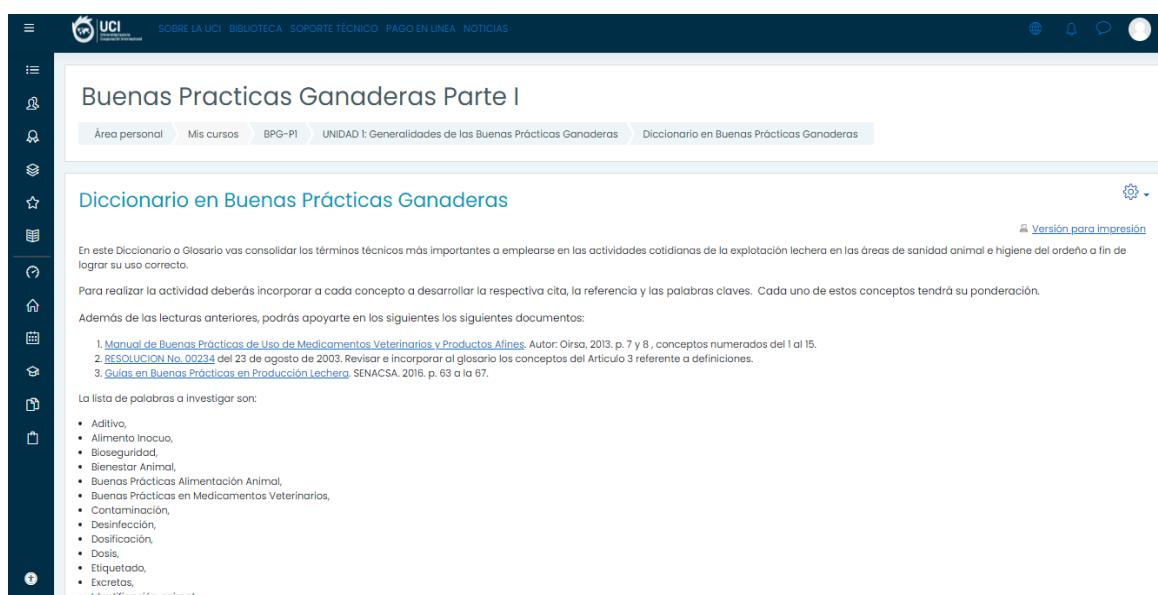 UCI
SOBRE LA UCI BIBLIOTECA SOPORTE TÉCNICO PAGO EN LINEA NOTICIAS
Buenas Practicas Ganaderas Parte I
Área personal Mis cursos BPG-P1 UNIDAD 1: Generalidades de las Buenas Prácticas Ganaderas Diccionario en Buenas Prácticas Ganaderas
Diccionario en Buenas Prácticas Ganaderas
Versión para impresión
En este Diccionario o Glosario vas consolidar los términos técnicos más importantes a emplearse en las actividades cotidianas de la explotación lechera en las áreas de sanidad animal e higiene del ordeño a fin de
lograr su uso correcto.
Para realizar la actividad deberás incorporar a cada concepto a desarrollar la respectiva cita, la referencia y las palabras claves. Cada uno de estos conceptos tendrá su ponderación.
Además de las lecturas anteriores, podrás apoyarte en los siguientes los siguientes documentos:
1. Manual de Buenas Prácticas de Uso de Medicamentos Veterinarios y Productos Afines. Autor: Oirsa, 2013. p. 7 y 8 , conceptos numerados del 1 al 15.
2. RESOLUCION No. 00234 del 23 de agosto de 2003. Revisar e incorporar al glosario los conceptos del Articulo 3 referente a definiciones.
3. Guías en Buenas Prácticas en Producción Lechera. SENACSA. 2016. p. 63 a la 67.
La lista de palabras a investigar son:
• Aditivo,
• Alimento Inocuo,
• Bioseguridad,
• Bienestar Animal,
• Buenas Prácticas Alimentación Animal,
• Buenas Prácticas en Medicamentos Veterinarios,
• Contaminación,
• Desinfección,
• Dosificación,
• Dosis,
• Etiquetado,
• Excretas,